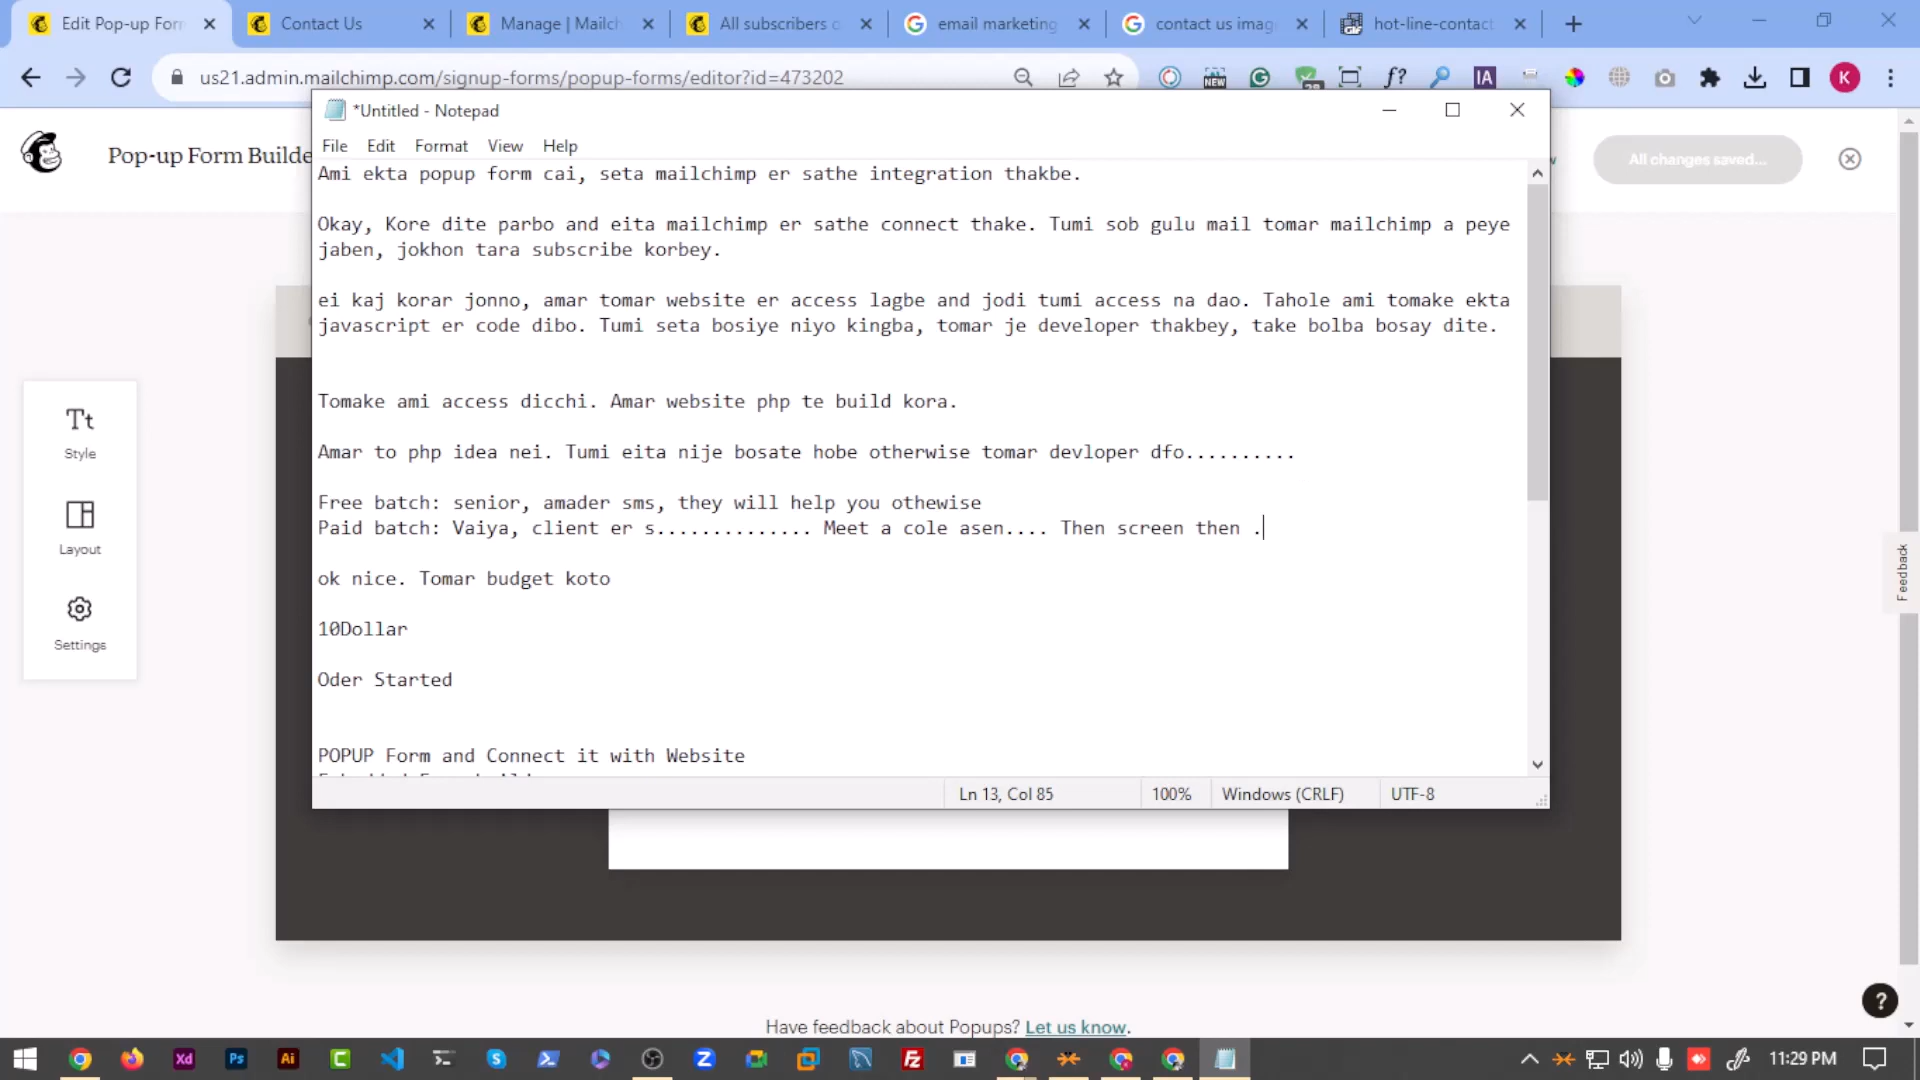 Edit Pop-up Form
Contact Us
Manage | Mailch
All subscribers o
email marketing
contact us imag
hot-line-contact
us21.admin.mailchimp.com/signup-forms/popup-forms/editor?id=473202
NEW
f?
IA
K
*Untitled - Notepad
File Edit Format View Help
Pop-up Form Builde
All changes saved...
Ami ekta popup form cai, seta mailchimp er sathe integration thakbe.
Okay, Kore dite parbo and eita mailchimp er sathe connect thake. Tumi sob gulu mail tomar mailchimp a peye
jaben, jokhon tara subscribe korbey.
ei kaj korar jonno, amar tomar website er access lagbe and jodi tumi access na dao. Tahole ami tomake ekta
javascript er code dibo. Tumi seta bosiye niyo kingba, tomar je developer thakbey, take bolba bosay dite.
Tomake ami access dicchi. Amar website php te build kora.
Amar to php idea nei. Tumi eita nije bosate hobe otherwise tomar devloper dfo..........
Free batch: senior, amader sms, they will help you othewise
Paid batch: Vaiya, client er s.............. Meet a cole asen.... Then screen then .
ok nice. Tomar budget koto
10Dollar
Oder Started
POPUP Form and Connect it with Website
Ln 13, Col 85
100%
Windows (CRLF)
UTF-8
Style
Layout
Settings
Feedback
Have feedback about Popups? Let us know.
?
Xd
Ps
Ai
C
S
Z
FZ
11:29 PM